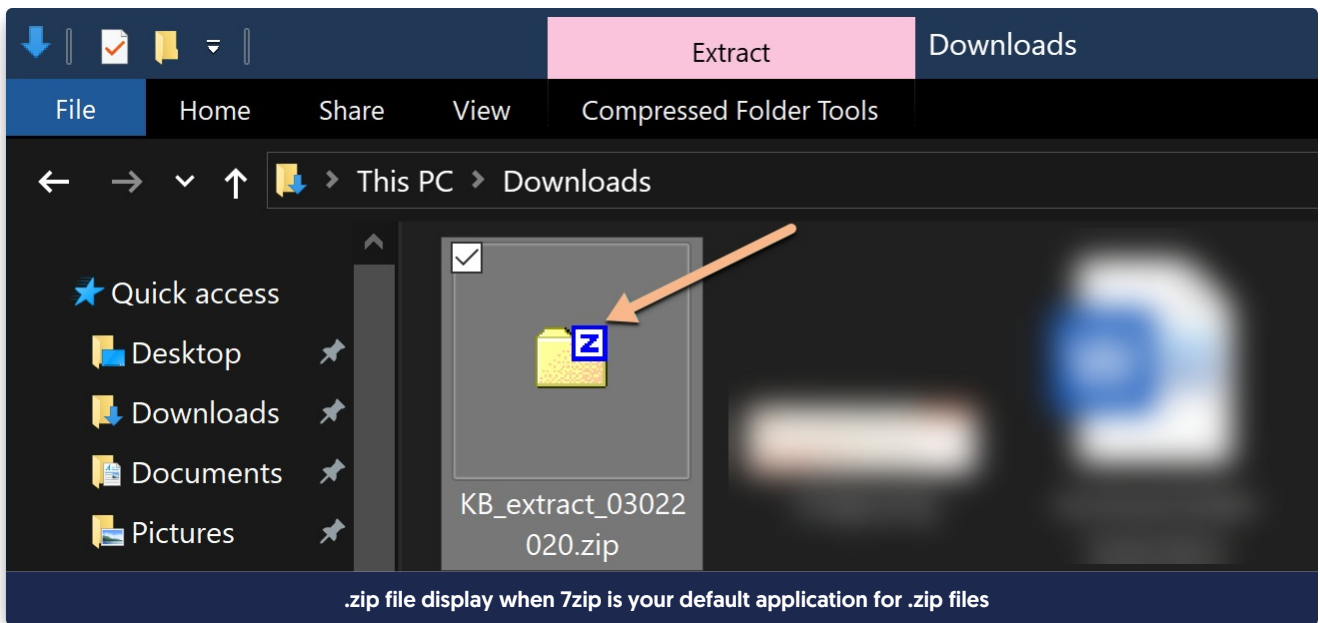 Extract
Downloads
File
Home
Share
View
Compressed Folder Tools
This PC
Downloads
Quick access
Desktop
Downloads
Documents
Pictures
Z
KB_extract_03022
020.zip
.zip file display when 7zip is your default application for .zip files